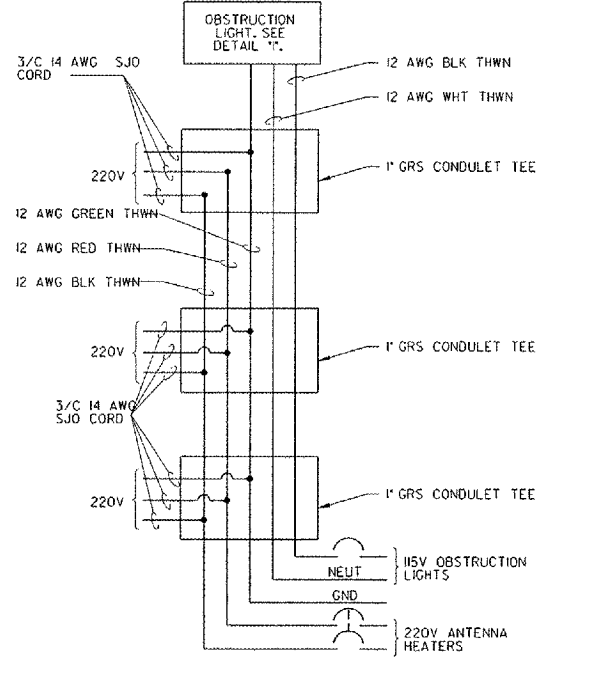 OBSTRUCTION
LIGHT. SEE
DETAIL "1".
3/C 14 AWG SJO
CORD
12 AWG BLK THWN
12 AWG WHT THWN
220V
1" GRS CONDULET TEE
12 AWG GREEN THWN
12 AWG RED THWN
12 AWG BLK THWN
220V
1" GRS CONDULET TEE
3/C 14 AWG
SJO CORD
220V
1" GRS CONDULET TEE
115V OBSTRUCTION
LIGHTS
NEUT
GND
220V ANTENNA
HEATERS